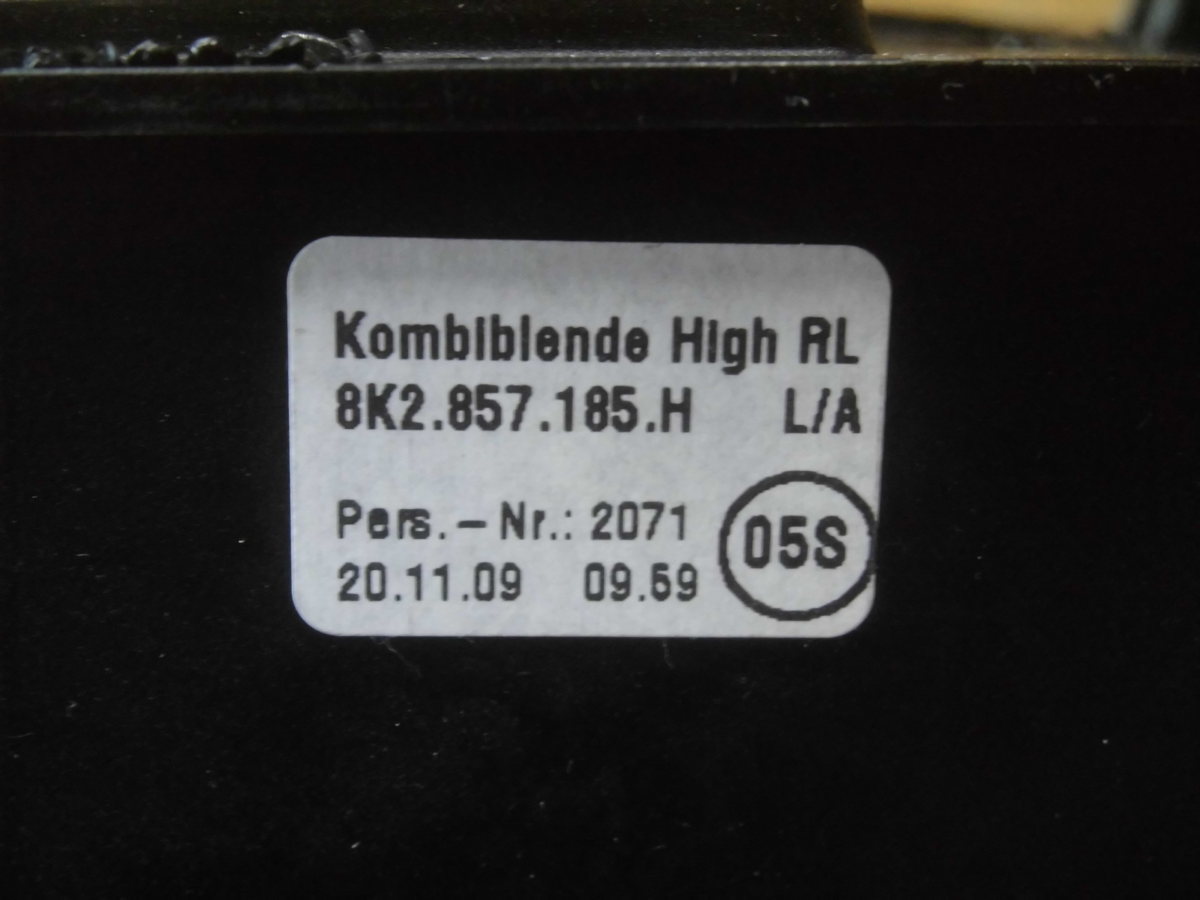 Kombiblende High RL
8K2.857.185.H L/A
Pers.-Nr.: 2071
20.11.09 09.59
05S